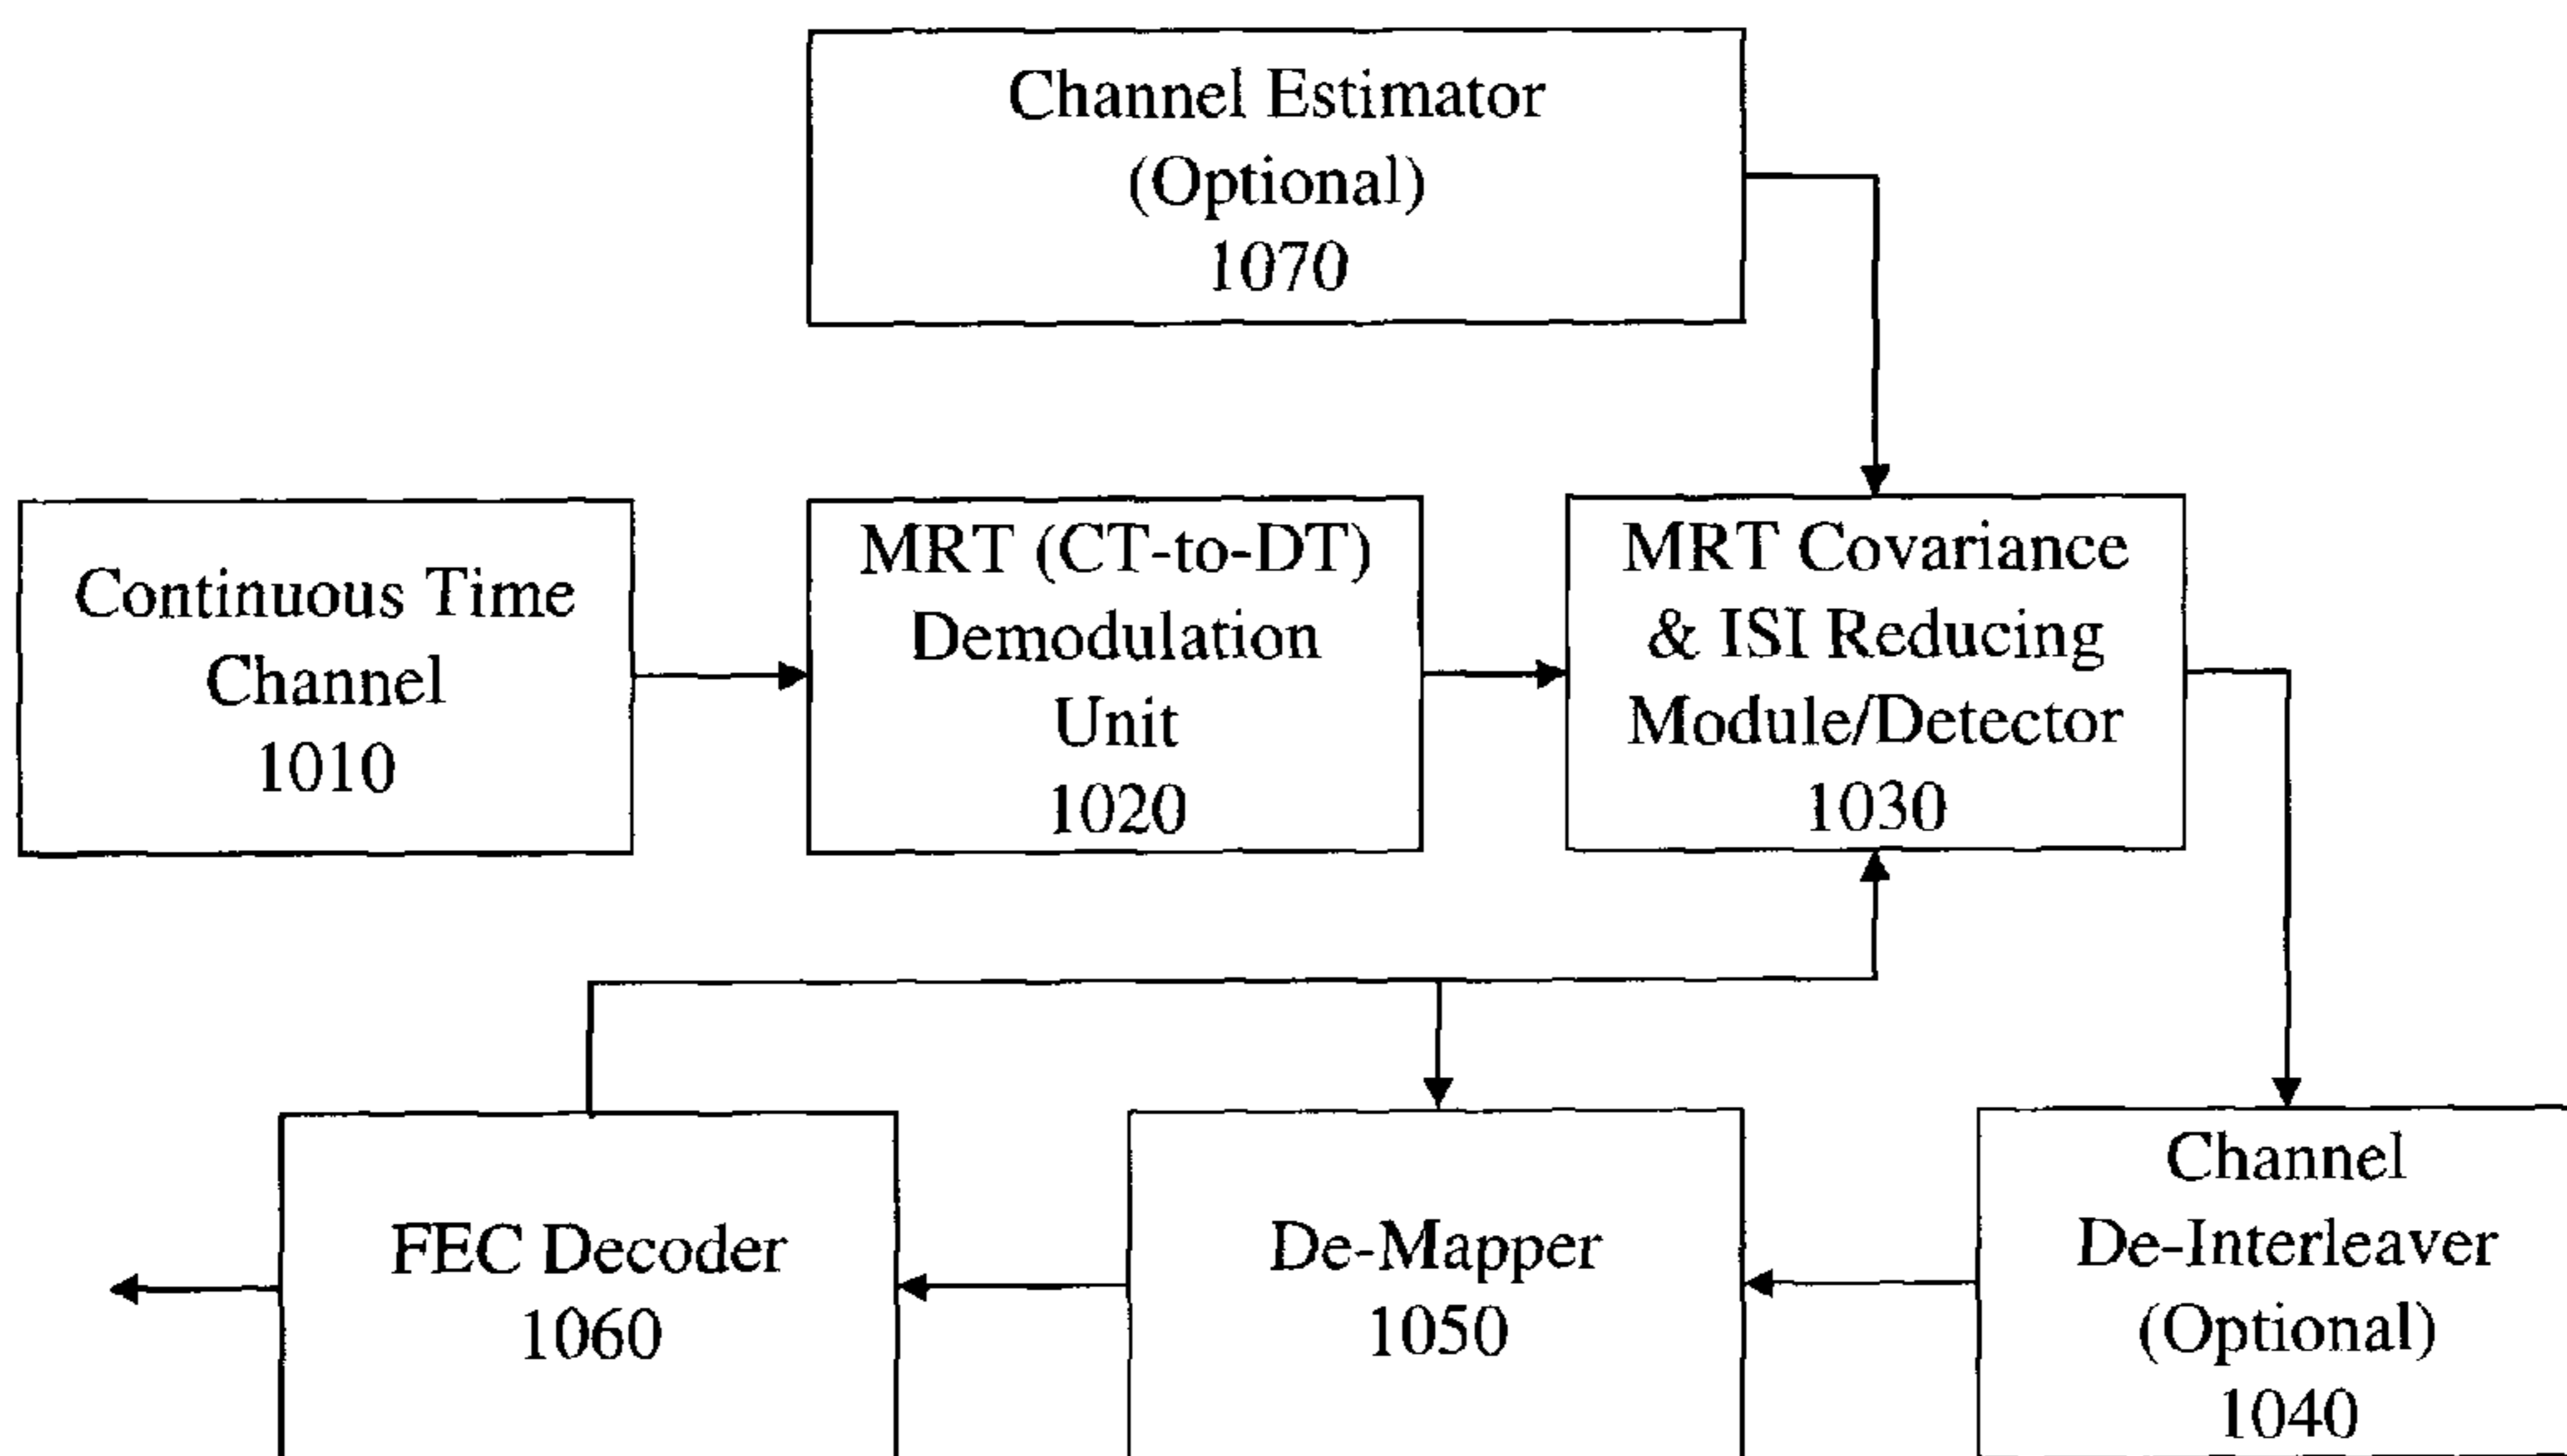 Channel Estimator
(Optional)
1070
Continuous Time
Channel
1010
MRT (CT-to-DT)
Demodulation
Unit
1020
MRT Covariance
& ISI Reducing
Module/Detector
1030
FEC Decoder
1060
De-Mapper
1050
Channel
De-Interleaver
(Optional)
1040